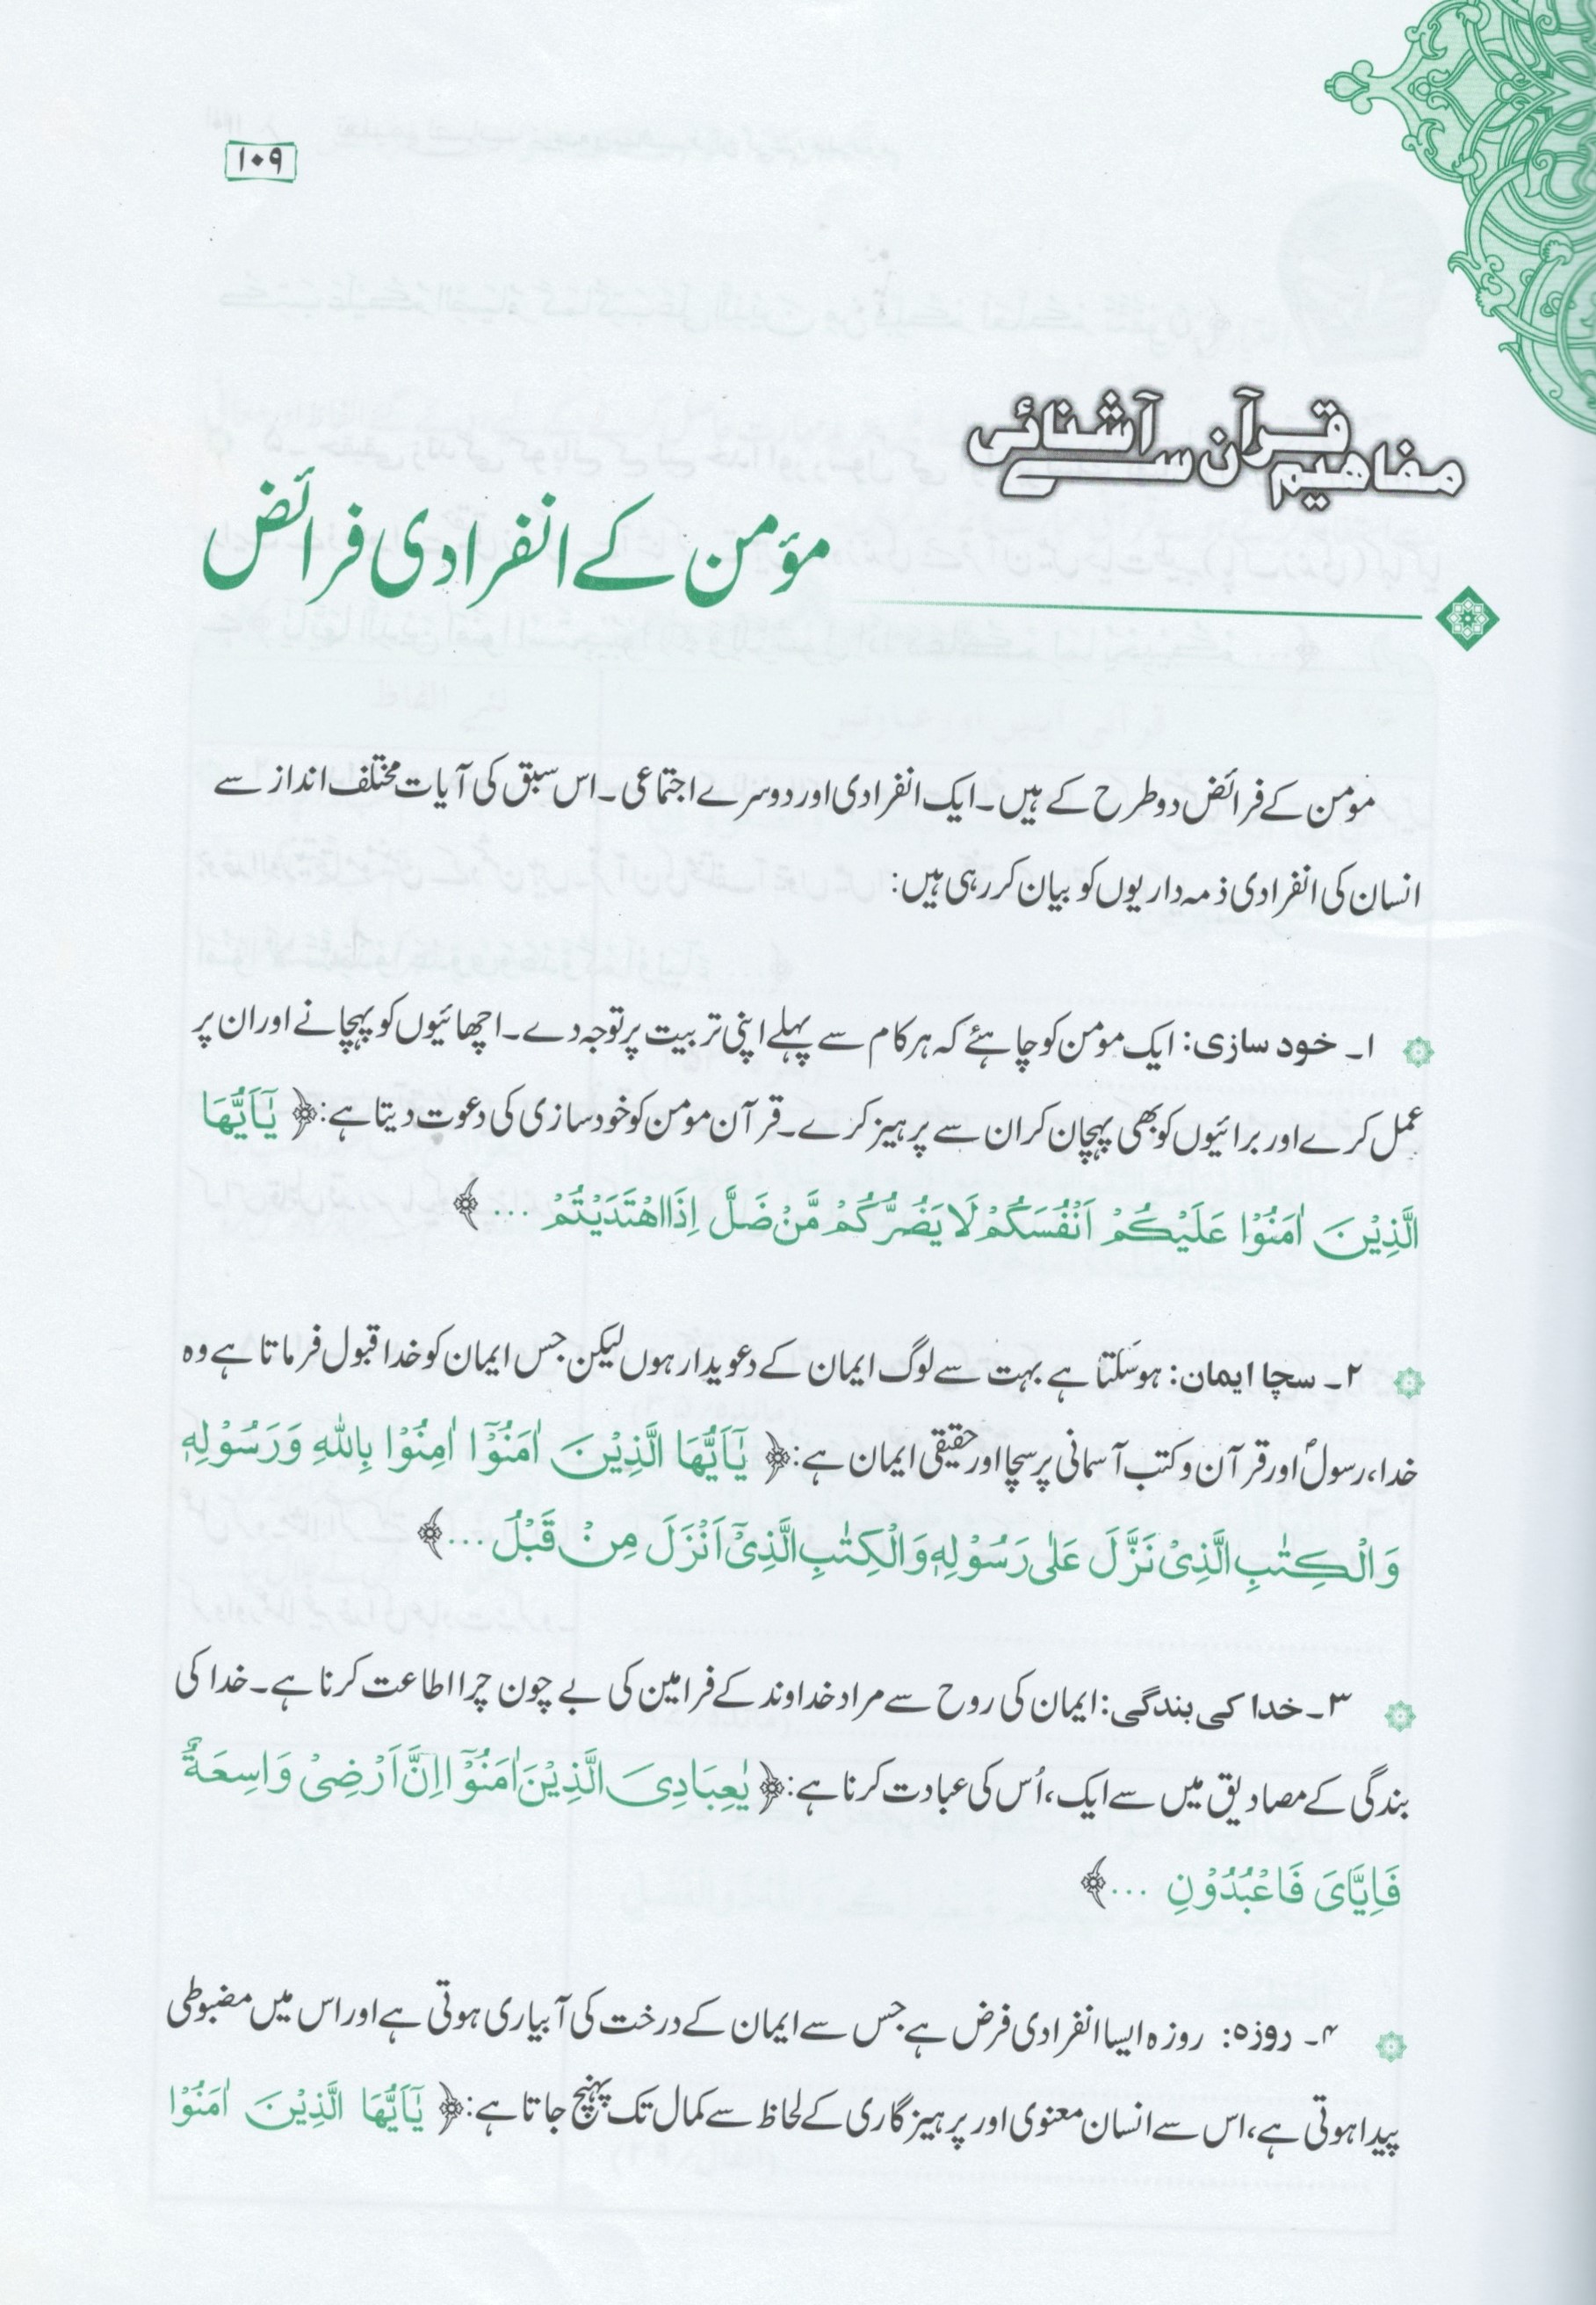 ۱۰۹
مفاهیم قرآن سے آشنائی
مؤمن کے انفرادی فرائض
مومن کے فرائض دو طرح کے ہیں۔ ایک انفرادی اور دوسرے اجتماعی۔ اس سبق کی آیات مختلف انداز سے
انسان کی انفرادی ذمہ داریوں کو بیان کر رہی ہیں:
۱۔ خود سازی: ایک مومن کو چاہئے کہ ہر کام سے پہلے اپنی تربیت پر توجہ دے۔ اچھائیوں کو پہچانے اور ان پر
عمل کرے اور برائیوں کو بھی پہچان کر ان سے پرہیز کرے۔ قرآن مومن کو خود سازی کی دعوت دیتا ہے: ﴿ يٰٓاَيُّهَا
الَّذِيْنَ اٰمَنُوْا عَلَيْكُمْ اَنْفُسَكُمْ لَا يَضُرُّكُمْ مَّنْ ضَلَّ اِذَا اهْتَدَيْتُمْ ... ﴾
۲۔ سچا ایمان: ہو سکتا ہے بہت سے لوگ ایمان کے دعویدار ہوں لیکن جس ایمان کو خدا قبول فرماتا ہے وہ
خدا، رسولؐ اور قرآن و کتب آسمانی پر سچا اور حقیقی ایمان ہے: ﴿ يٰٓاَيُّهَا الَّذِيْنَ اٰمَنُوْٓا اٰمِنُوْا بِاللّٰهِ وَرَسُوْلِهٖ
وَالْكِتٰبِ الَّذِيْ نَزَّلَ عَلٰى رَسُوْلِهٖ وَالْكِتٰبِ الَّذِيْٓ اَنْزَلَ مِنْ قَبْلُ ... ﴾
۳۔ خدا کی بندگی: ایمان کی روح سے مراد خداوند کے فرامین کی بے چون چرا اطاعت کرنا ہے۔ خدا کی
بندگی کے مصادیق میں سے ایک، اُس کی عبادت کرنا ہے: ﴿ يٰعِبَادِيَ الَّذِيْنَ اٰمَنُوْٓا اِنَّ اَرْضِيْ وَاسِعَةٌ
فَاِيَّايَ فَاعْبُدُوْنِ ... ﴾
۴۔ روزہ: روزہ ایسا انفرادی فرض ہے جس سے ایمان کے درخت کی آبیاری ہوتی ہے اور اس میں مضبوطی
پیدا ہوتی ہے، اس سے انسان معنوی اور پرہیزگاری کے لحاظ سے کمال تک پہنچ جاتا ہے: ﴿ يٰٓاَيُّهَا الَّذِيْنَ اٰمَنُوْا